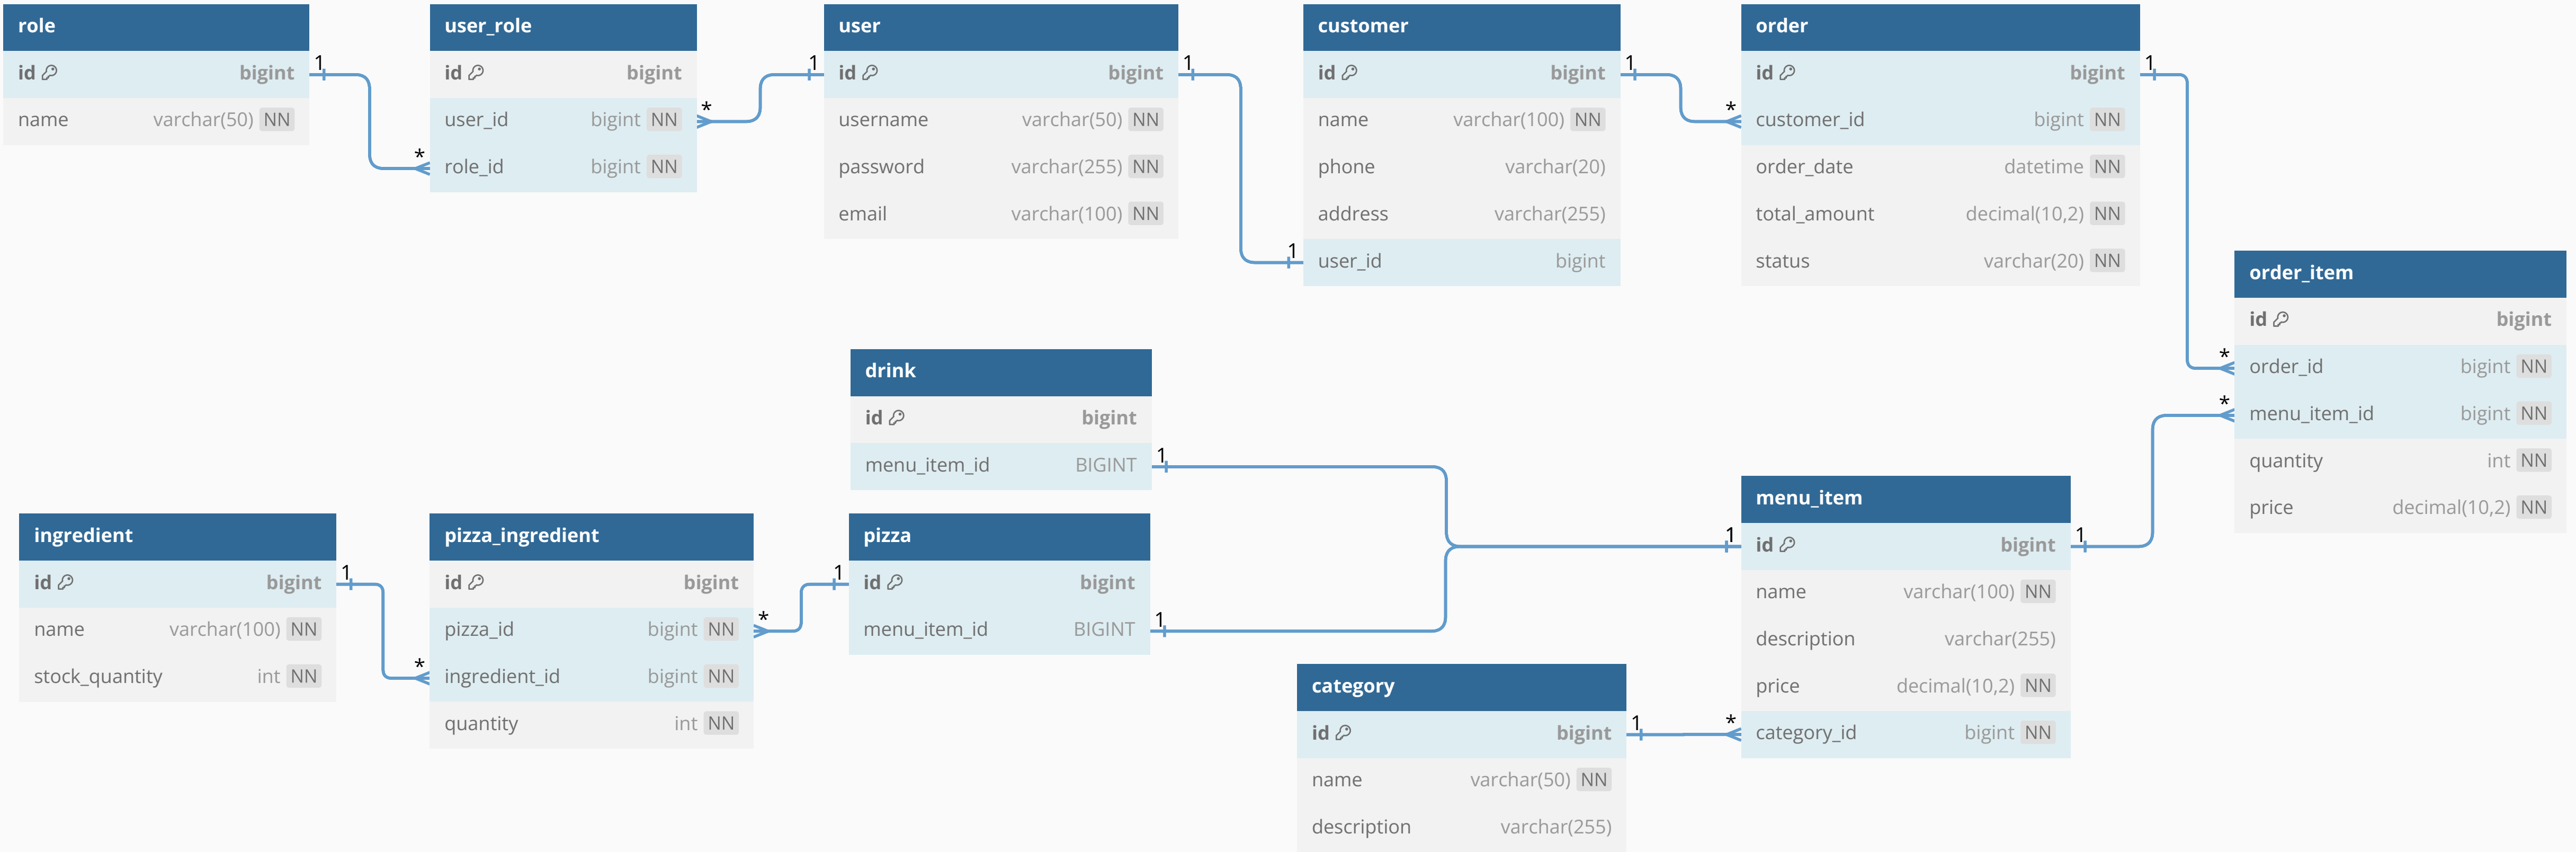 role
id bigint
name varchar(50) NN
user_role
id bigint
user_id bigint NN
role_id bigint NN
user
id bigint
username varchar(50) NN
password varchar(255) NN
email varchar(100) NN
customer
id bigint
name varchar(100) NN
phone varchar(20)
address varchar(255)
user_id bigint
order
id bigint
customer_id bigint NN
order_date datetime NN
total_amount decimal(10,2) NN
status varchar(20) NN
order_item
id bigint
order_id bigint NN
menu_item_id bigint NN
quantity int NN
price decimal(10,2) NN
drink
id bigint
menu_item_id BIGINT
ingredient
id bigint
name varchar(100) NN
stock_quantity int NN
pizza_ingredient
id bigint
pizza_id bigint NN
ingredient_id bigint NN
quantity int NN
pizza
id bigint
menu_item_id BIGINT
menu_item
id bigint
name varchar(100) NN
description varchar(255)
price decimal(10,2) NN
category_id bigint NN
category
id bigint
name varchar(50) NN
description varchar(255)
1
*
1
*
1
1
1
*
1
*
1
1
1
1
*
1
*
1
*
1
*